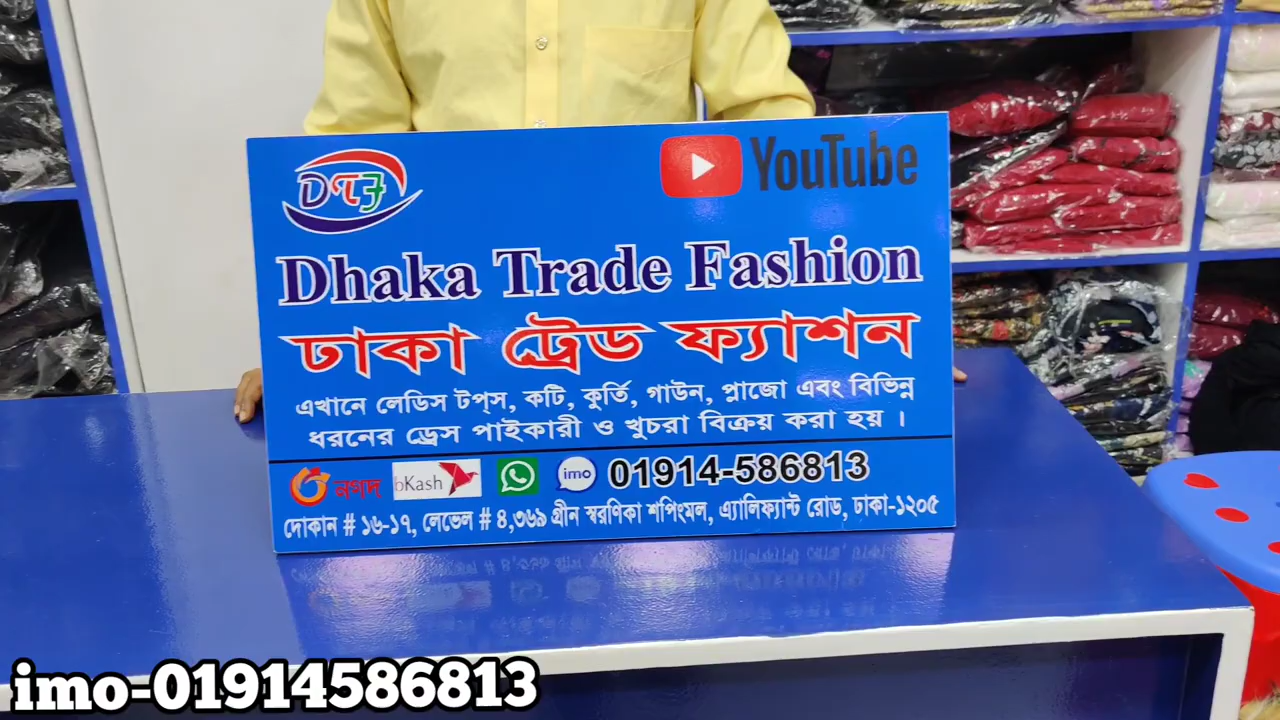 DTF
YouTube
Dhaka Trade Fashion
ঢাকা ট্রেড ফ্যাশন
এখানে লেডিস টপ্স, কটি, কুর্তি, গাউন, প্লাজো এবং বিভিন্ন
ধরনের ড্রেস পাইকারী ও খুচরা বিক্রয় করা হয় ।
নগদ bKash imo 01914-586813
দোকান # ১৬-১৭, লেভেল # ৪,৩৬৯ গ্রীন স্বরণিকা শপিংমল, এ্যালিফ্যান্ট রোড, ঢাকা-১২০৫
imo-01914586813